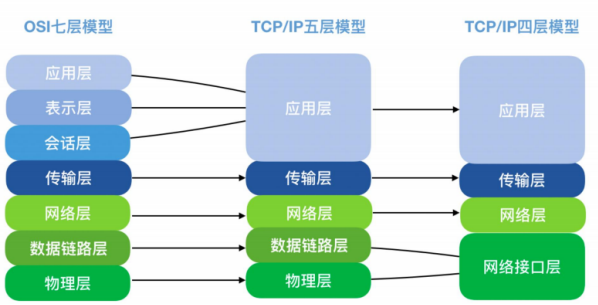 OSI七层模型
TCP/IP五层模型
TCP/IP四层模型
应用层
表示层
会话层
传输层
网络层
数据链路层
物理层
应用层
传输层
网络层
数据链路层
物理层
应用层
传输层
网络层
网络接口层